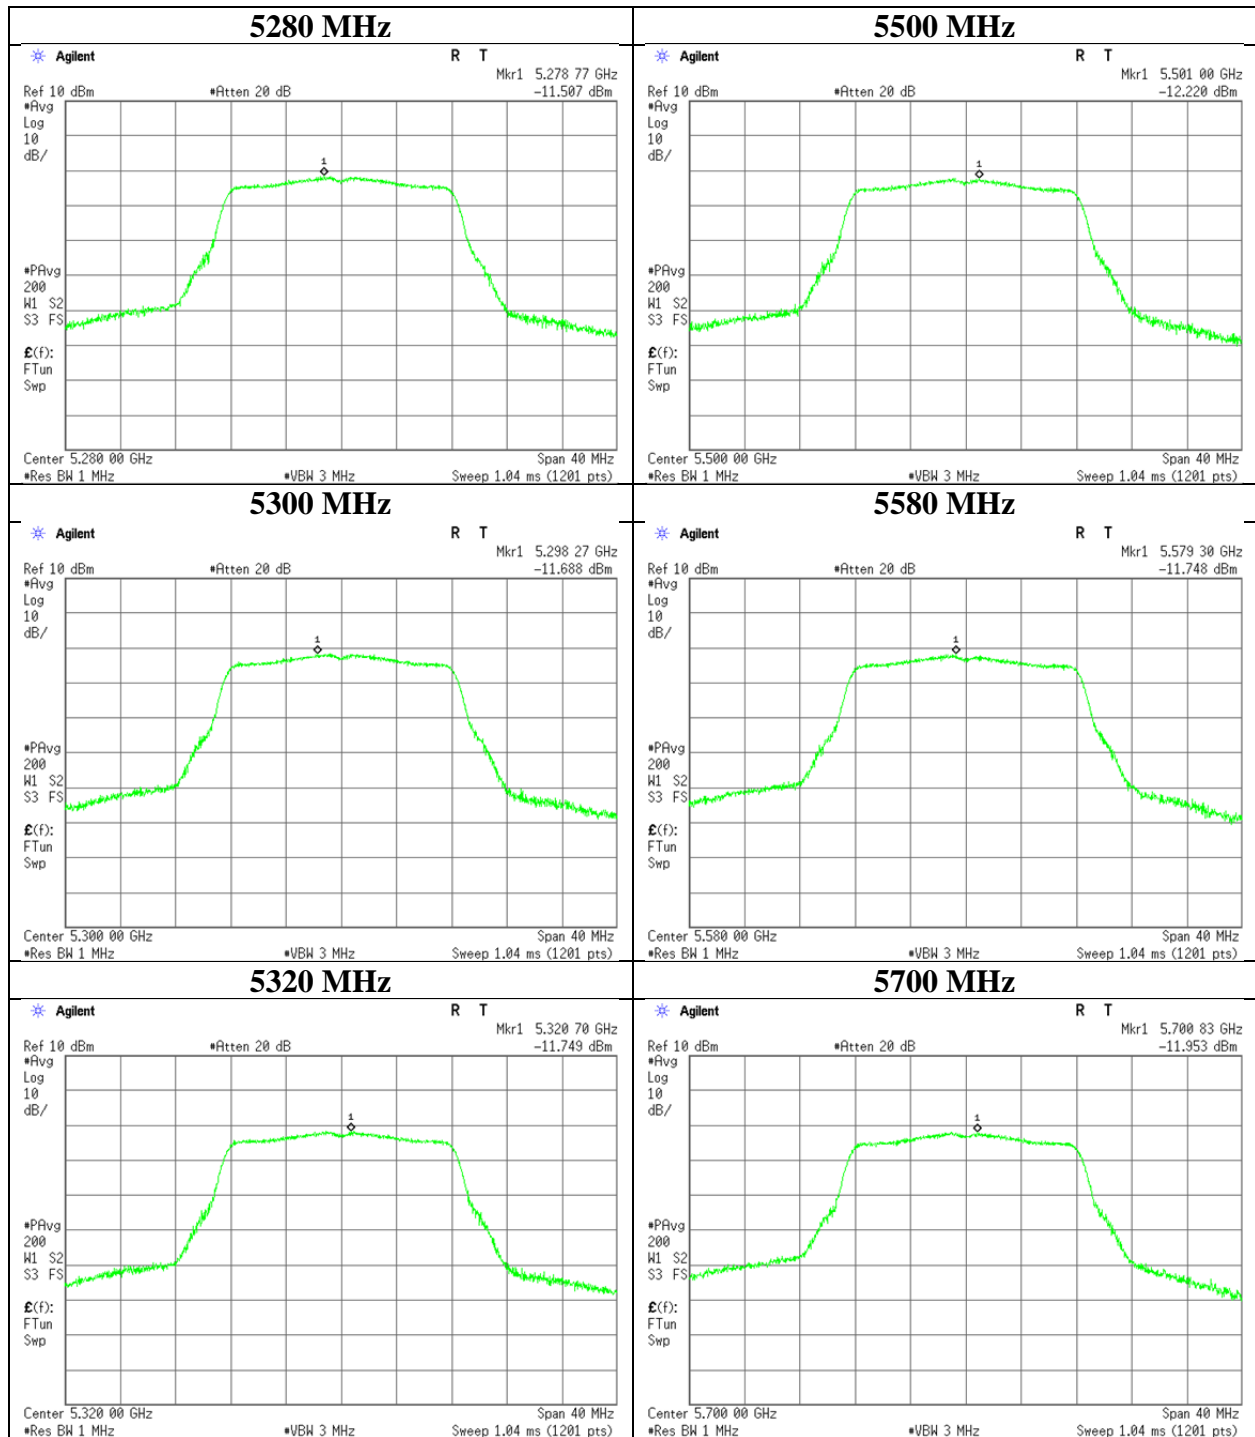 5280 MHz
Agilent
R T
Mkr1 5.278 77 GHz
Ref 10 dBm #Atten 20 dB -11.507 dBm
#Avg
Log
10
dB/
1
#PAvg
200
W1 S2
S3 FS
£(f):
FTun
Swp
Center 5.280 00 GHz Span 40 MHz
#Res BW 1 MHz #VBW 3 MHz Sweep 1.04 ms (1201 pts)
5500 MHz
Agilent
R T
Mkr1 5.501 00 GHz
Ref 10 dBm #Atten 20 dB -12.220 dBm
#Avg
Log
10
dB/
1
#PAvg
200
W1 S2
S3 FS
£(f):
FTun
Swp
Center 5.500 00 GHz Span 40 MHz
#Res BW 1 MHz #VBW 3 MHz Sweep 1.04 ms (1201 pts)
5300 MHz
Agilent
R T
Mkr1 5.298 27 GHz
Ref 10 dBm #Atten 20 dB -11.688 dBm
#Avg
Log
10
dB/
1
#PAvg
200
W1 S2
S3 FS
£(f):
FTun
Swp
Center 5.300 00 GHz Span 40 MHz
#Res BW 1 MHz #VBW 3 MHz Sweep 1.04 ms (1201 pts)
5580 MHz
Agilent
R T
Mkr1 5.579 30 GHz
Ref 10 dBm #Atten 20 dB -11.748 dBm
#Avg
Log
10
dB/
1
#PAvg
200
W1 S2
S3 FS
£(f):
FTun
Swp
Center 5.580 00 GHz Span 40 MHz
#Res BW 1 MHz #VBW 3 MHz Sweep 1.04 ms (1201 pts)
5320 MHz
Agilent
R T
Mkr1 5.320 70 GHz
Ref 10 dBm #Atten 20 dB -11.749 dBm
#Avg
Log
10
dB/
1
#PAvg
200
W1 S2
S3 FS
£(f):
FTun
Swp
Center 5.320 00 GHz Span 40 MHz
#Res BW 1 MHz #VBW 3 MHz Sweep 1.04 ms (1201 pts)
5700 MHz
Agilent
R T
Mkr1 5.700 83 GHz
Ref 10 dBm #Atten 20 dB -11.953 dBm
#Avg
Log
10
dB/
1
#PAvg
200
W1 S2
S3 FS
£(f):
FTun
Swp
Center 5.700 00 GHz Span 40 MHz
#Res BW 1 MHz #VBW 3 MHz Sweep 1.04 ms (1201 pts)